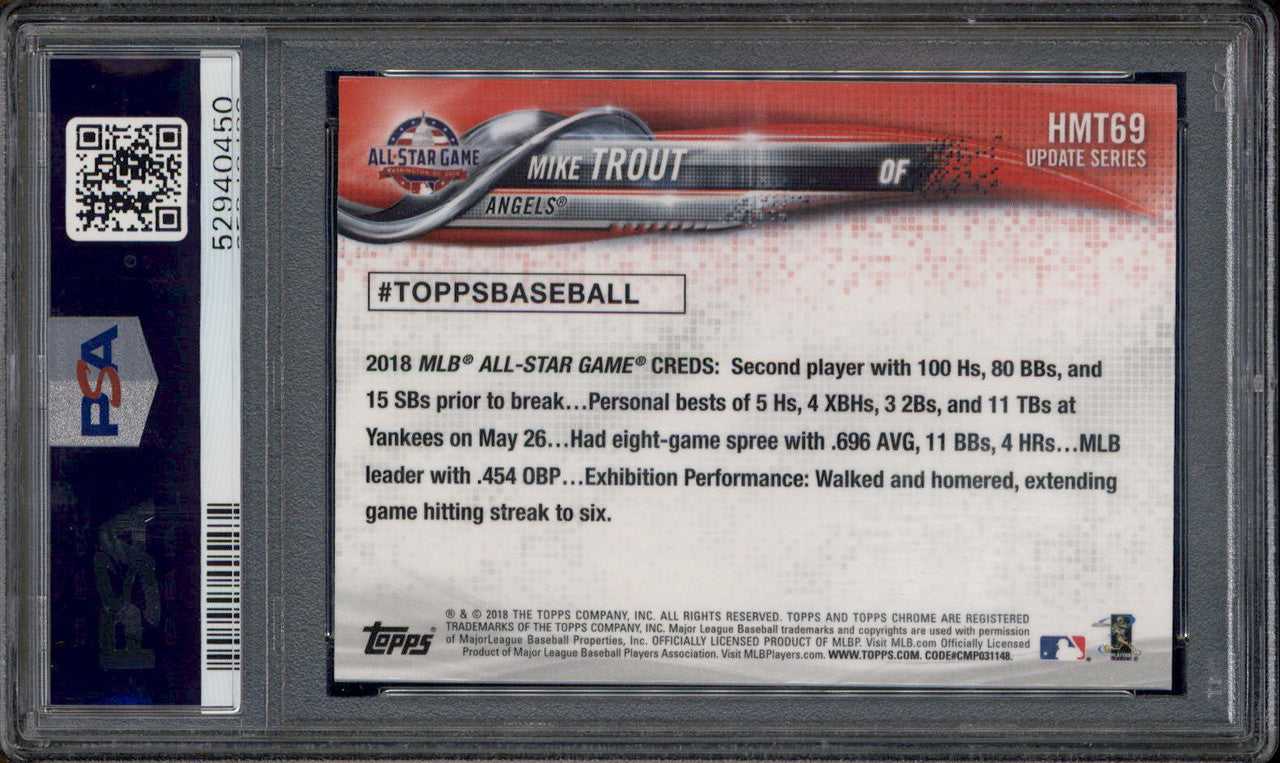 52940450
PSA
HMT69
UPDATE SERIES
ALL-STAR GAME
WASHINGTON, DC 2018
MIKE TROUT
OF
ANGELS®
#TOPPSBASEBALL
2018 MLB® ALL-STAR GAME® CREDS: Second player with 100 Hs, 80 BBs, and
15 SBs prior to break...Personal bests of 5 Hs, 4 XBHs, 3 2Bs, and 11 TBs at
Yankees on May 26...Had eight-game spree with .696 AVG, 11 BBs, 4 HRs...MLB
leader with .454 OBP...Exhibition Performance: Walked and homered, extending
game hitting streak to six.
Topps®
® & © 2018 THE TOPPS COMPANY, INC. ALL RIGHTS RESERVED. TOPPS AND TOPPS CHROME ARE REGISTERED
TRADEMARKS OF THE TOPPS COMPANY, INC. Major League Baseball trademarks and copyrights are used with permission
of MajorLeague Baseball Properties, Inc. OFFICIALLY LICENSED PRODUCT OF MLBP. Visit MLB.com Officially Licensed
Product of Major League Baseball Players Association. Visit MLBPlayers.com. WWW.TOPPS.COM. CODE#CMP031148.
PSA